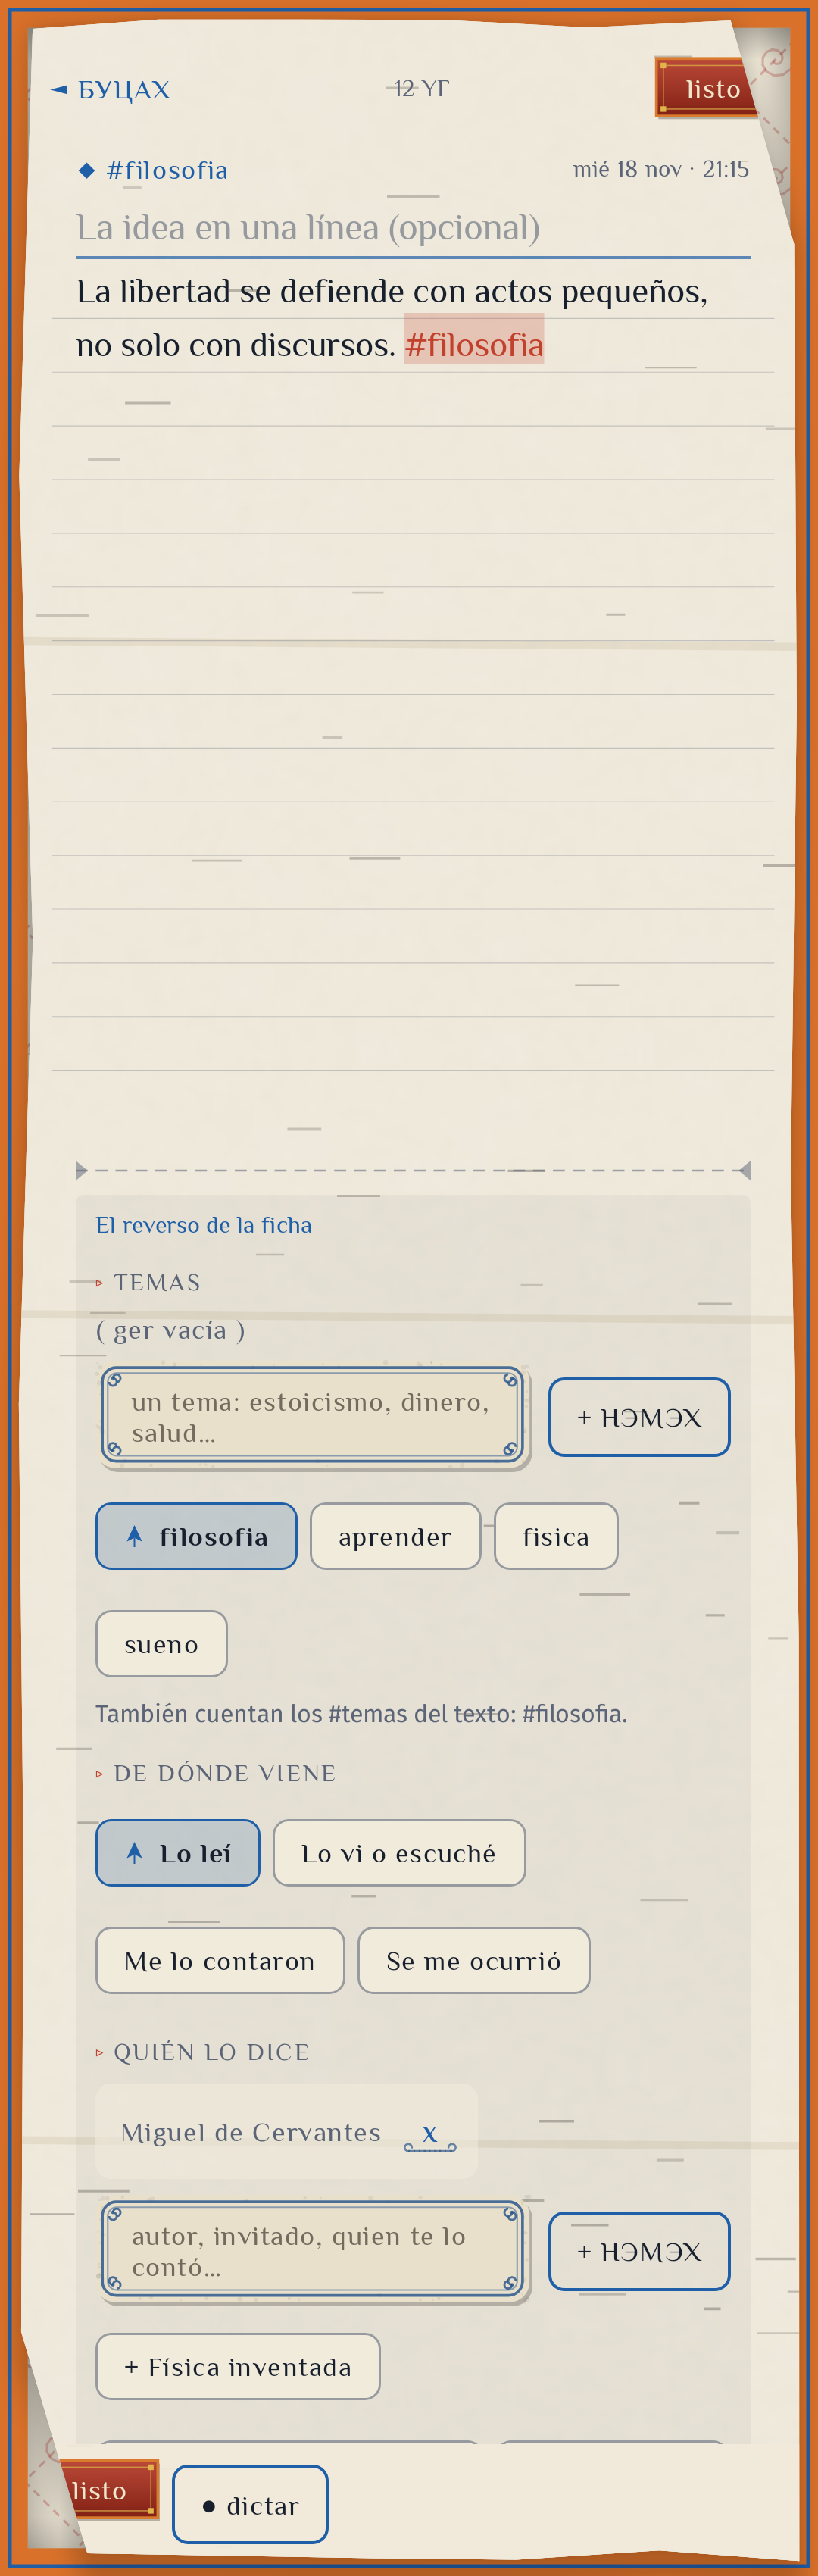 ◄ БУЦАХ
12 ҮГ
listo
◆ #filosofia
mié 18 nov · 21:15
La idea en una línea (opcional)
La libertad se defiende con actos pequeños,
no solo con discursos. #filosofia
El reverso de la ficha
▹ TEMAS
( ger vacía )
un tema: estoicismo, dinero,
salud…
+ НЭМЭХ
filosofia
aprender
fisica
sueno
También cuentan los #temas del texto: #filosofia.
▹ DE DÓNDE VIENE
Lo leí
Lo vi o escuché
Me lo contaron
Se me ocurrió
▹ QUIÉN LO DICE
Miguel de Cervantes
x
autor, invitado, quien te lo
contó…
+ НЭМЭХ
+ Física inventada
listo
● dictar